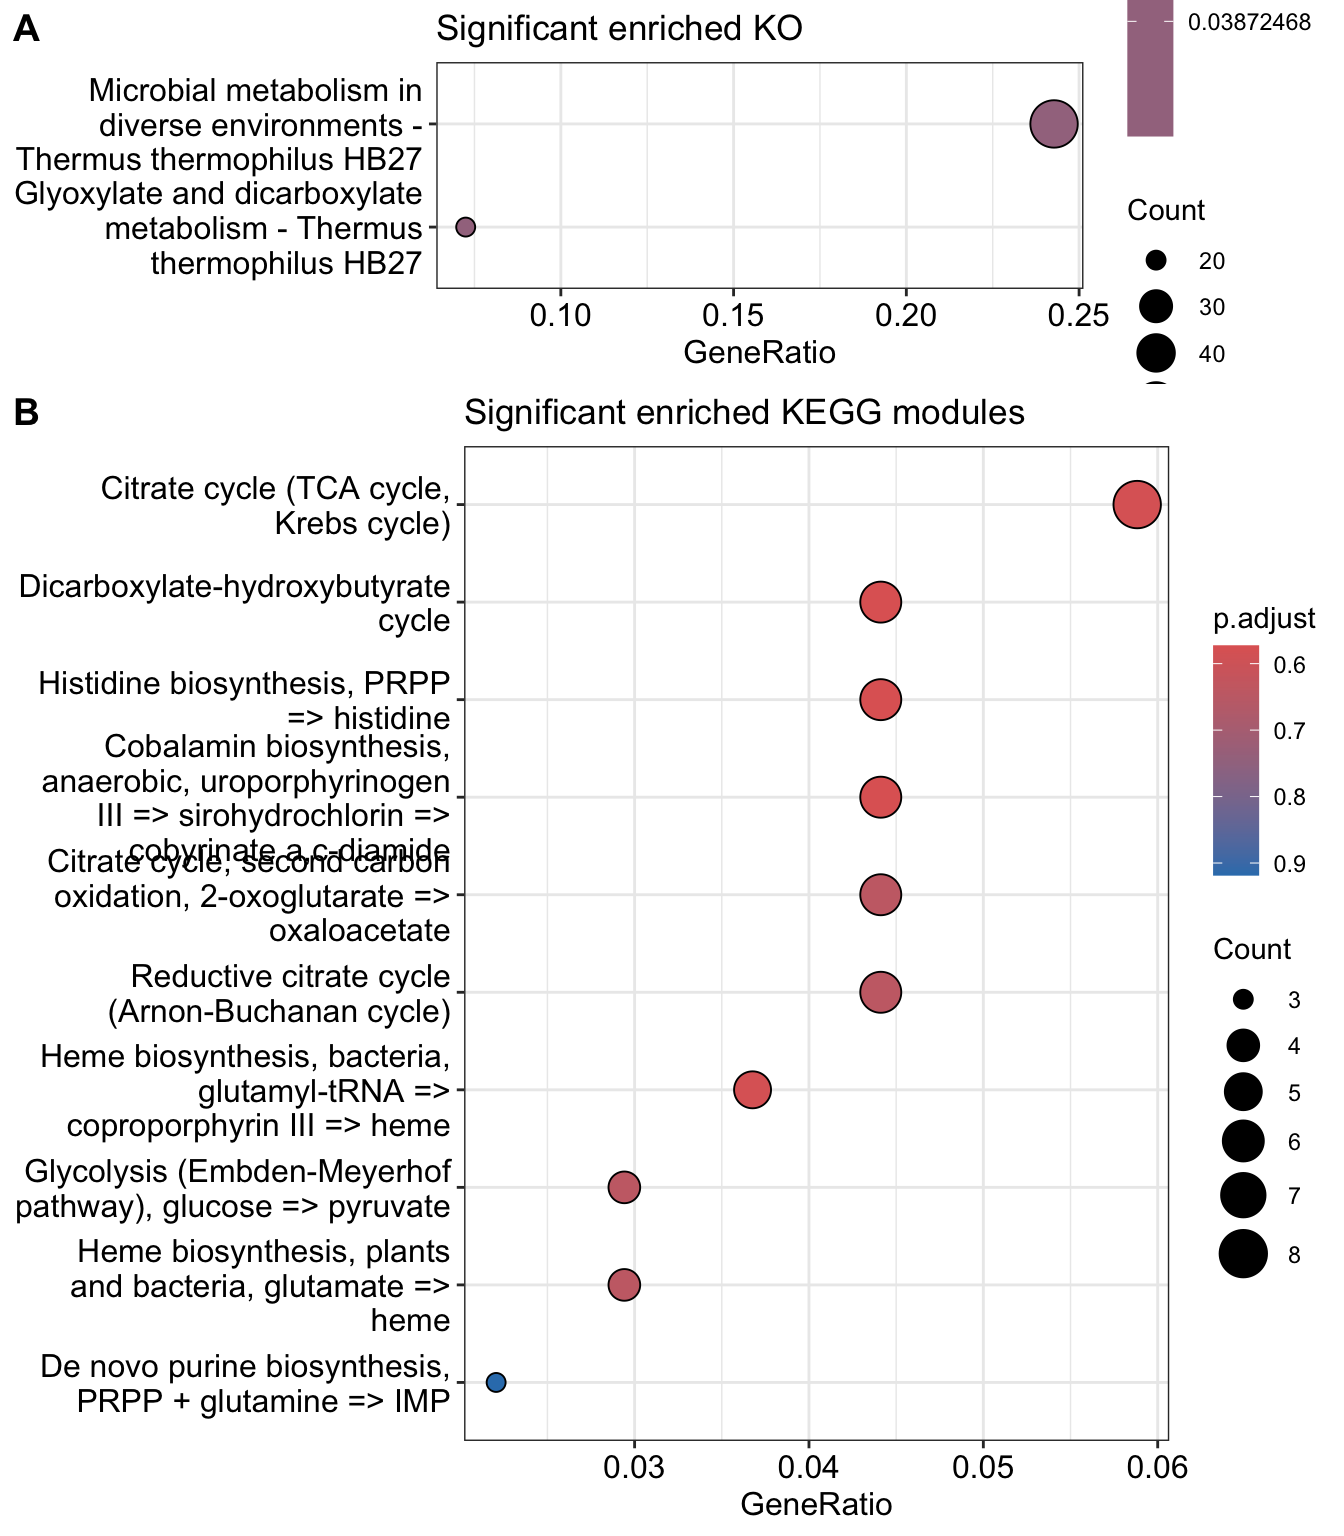 A
Significant enriched KO
0.03872468
Microbial metabolism in
diverse environments -
Thermus thermophilus HB27
Glyoxylate and dicarboxylate
metabolism - Thermus
thermophilus HB27
0.10
0.15
0.20
0.25
GeneRatio
Count
20
30
40
B
Significant enriched KEGG modules
Citrate cycle (TCA cycle,
Krebs cycle)
Dicarboxylate-hydroxybutyrate
cycle
Histidine biosynthesis, PRPP
=> histidine
Cobalamin biosynthesis,
anaerobic, uroporphyrinogen
III => sirohydrochlorin =>
cobyrinate a,c-diamide
Citrate cycle, second carbon
oxidation, 2-oxoglutarate =>
oxaloacetate
Reductive citrate cycle
(Arnon-Buchanan cycle)
Heme biosynthesis, bacteria,
glutamyl-tRNA =>
coproporphyrin III => heme
Glycolysis (Embden-Meyerhof
pathway), glucose => pyruvate
Heme biosynthesis, plants
and bacteria, glutamate =>
heme
De novo purine biosynthesis,
PRPP + glutamine => IMP
0.03
0.04
0.05
0.06
GeneRatio
p.adjust
0.6
0.7
0.8
0.9
Count
3
4
5
6
7
8